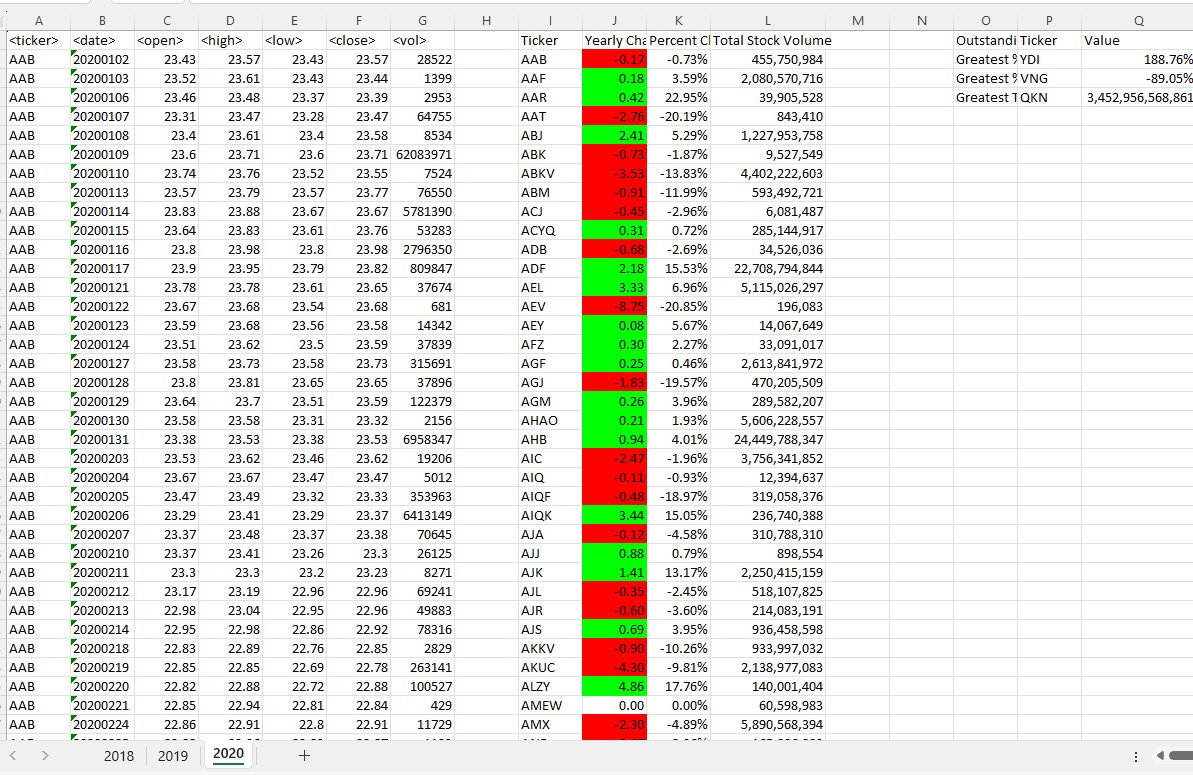 A B C D E F G H I J K L M N O P Q
<ticker> <date> <open> <high> <low> <close> <vol> Ticker Yearly Cha Percent Cl Total Stock Volume Outstandi Ticker Value
AAB 20200102 23.43 23.57 23.43 23.57 28522 AAB -0.17 -0.73% 455,750,984 Greatest % YDI 188.76%
AAB 20200103 23.52 23.61 23.43 23.44 1399 AAF 0.18 3.59% 2,080,570,716 Greatest % VNG -89.05%
AAB 20200106 23.46 23.48 23.37 23.39 2953 AAR 0.42 22.95% 39,905,528 Greatest T QKN 3,452,956,568,861
AAB 20200107 23.31 23.47 23.28 23.47 64755 AAT -2.76 -20.19% 843,410
AAB 20200108 23.4 23.61 23.4 23.58 8534 ABJ 2.41 5.29% 1,227,953,758
AAB 20200109 23.6 23.71 23.6 23.71 62083971 ABK -0.73 -1.87% 9,527,549
AAB 20200110 23.74 23.76 23.52 23.55 7524 ABKV -3.53 -13.83% 4,402,222,603
AAB 20200113 23.57 23.79 23.57 23.77 76550 ABM -0.91 -11.99% 593,492,721
AAB 20200114 23.83 23.88 23.67 23.67 5781390 ACJ -0.45 -2.96% 6,081,487
AAB 20200115 23.64 23.83 23.61 23.76 53283 ACYQ 0.31 0.72% 285,144,917
AAB 20200116 23.8 23.98 23.8 23.98 2796350 ADB -0.68 -2.69% 34,526,036
AAB 20200117 23.9 23.95 23.79 23.82 809847 ADF 2.18 15.53% 22,708,794,844
AAB 20200121 23.78 23.78 23.61 23.65 37674 AEL 3.33 6.96% 5,115,026,297
AAB 20200122 23.67 23.68 23.54 23.68 681 AEV -8.75 -20.85% 196,083
AAB 20200123 23.59 23.68 23.56 23.58 14342 AEY 0.08 5.67% 14,067,649
AAB 20200124 23.51 23.62 23.5 23.59 37839 AFZ 0.30 2.27% 33,091,017
AAB 20200127 23.58 23.73 23.58 23.73 315691 AGF 0.25 0.46% 2,613,841,972
AAB 20200128 23.8 23.81 23.65 23.65 37896 AGJ -1.83 -19.57% 470,205,509
AAB 20200129 23.64 23.7 23.51 23.59 122379 AGM 0.26 3.96% 289,582,207
AAB 20200130 23.58 23.58 23.31 23.32 2156 AHAO 0.21 1.93% 5,606,228,557
AAB 20200131 23.38 23.53 23.38 23.53 6958347 AHB 0.94 4.01% 24,449,788,347
AAB 20200203 23.53 23.62 23.46 23.62 19206 AIC -2.47 -1.96% 3,756,341,852
AAB 20200204 23.67 23.67 23.47 23.47 5012 AIQ -0.11 -0.93% 12,394,637
AAB 20200205 23.47 23.49 23.32 23.33 353963 AIQF -0.48 -18.97% 319,058,376
AAB 20200206 23.29 23.41 23.29 23.37 6413149 AIQK 3.44 15.05% 236,740,388
AAB 20200207 23.37 23.48 23.37 23.38 70645 AJA -0.12 -4.58% 310,788,310
AAB 20200210 23.37 23.41 23.26 23.3 26125 AJJ 0.88 0.79% 898,554
AAB 20200211 23.3 23.3 23.2 23.23 8271 AJK 1.41 13.17% 2,250,415,159
AAB 20200212 23.17 23.19 22.96 22.96 69241 AJL -0.35 -2.45% 518,107,825
AAB 20200213 22.98 23.04 22.95 22.96 49883 AJR -0.60 -3.60% 214,083,191
AAB 20200214 22.95 22.98 22.86 22.92 78316 AJS 0.69 3.95% 936,458,598
AAB 20200218 22.83 22.89 22.76 22.85 2829 AKKV -0.90 -10.26% 933,997,032
AAB 20200219 22.85 22.85 22.69 22.78 263141 AKUC -4.30 -9.81% 2,138,977,083
AAB 20200220 22.82 22.88 22.72 22.88 100527 ALZY 4.86 17.76% 140,001,404
AAB 20200221 22.85 22.94 22.81 22.84 429 AMEW 0.00 0.00% 60,598,983
AAB 20200224 22.86 22.91 22.8 22.91 11729 AMX -2.30 -4.89% 5,890,568,394
2018 2019 2020